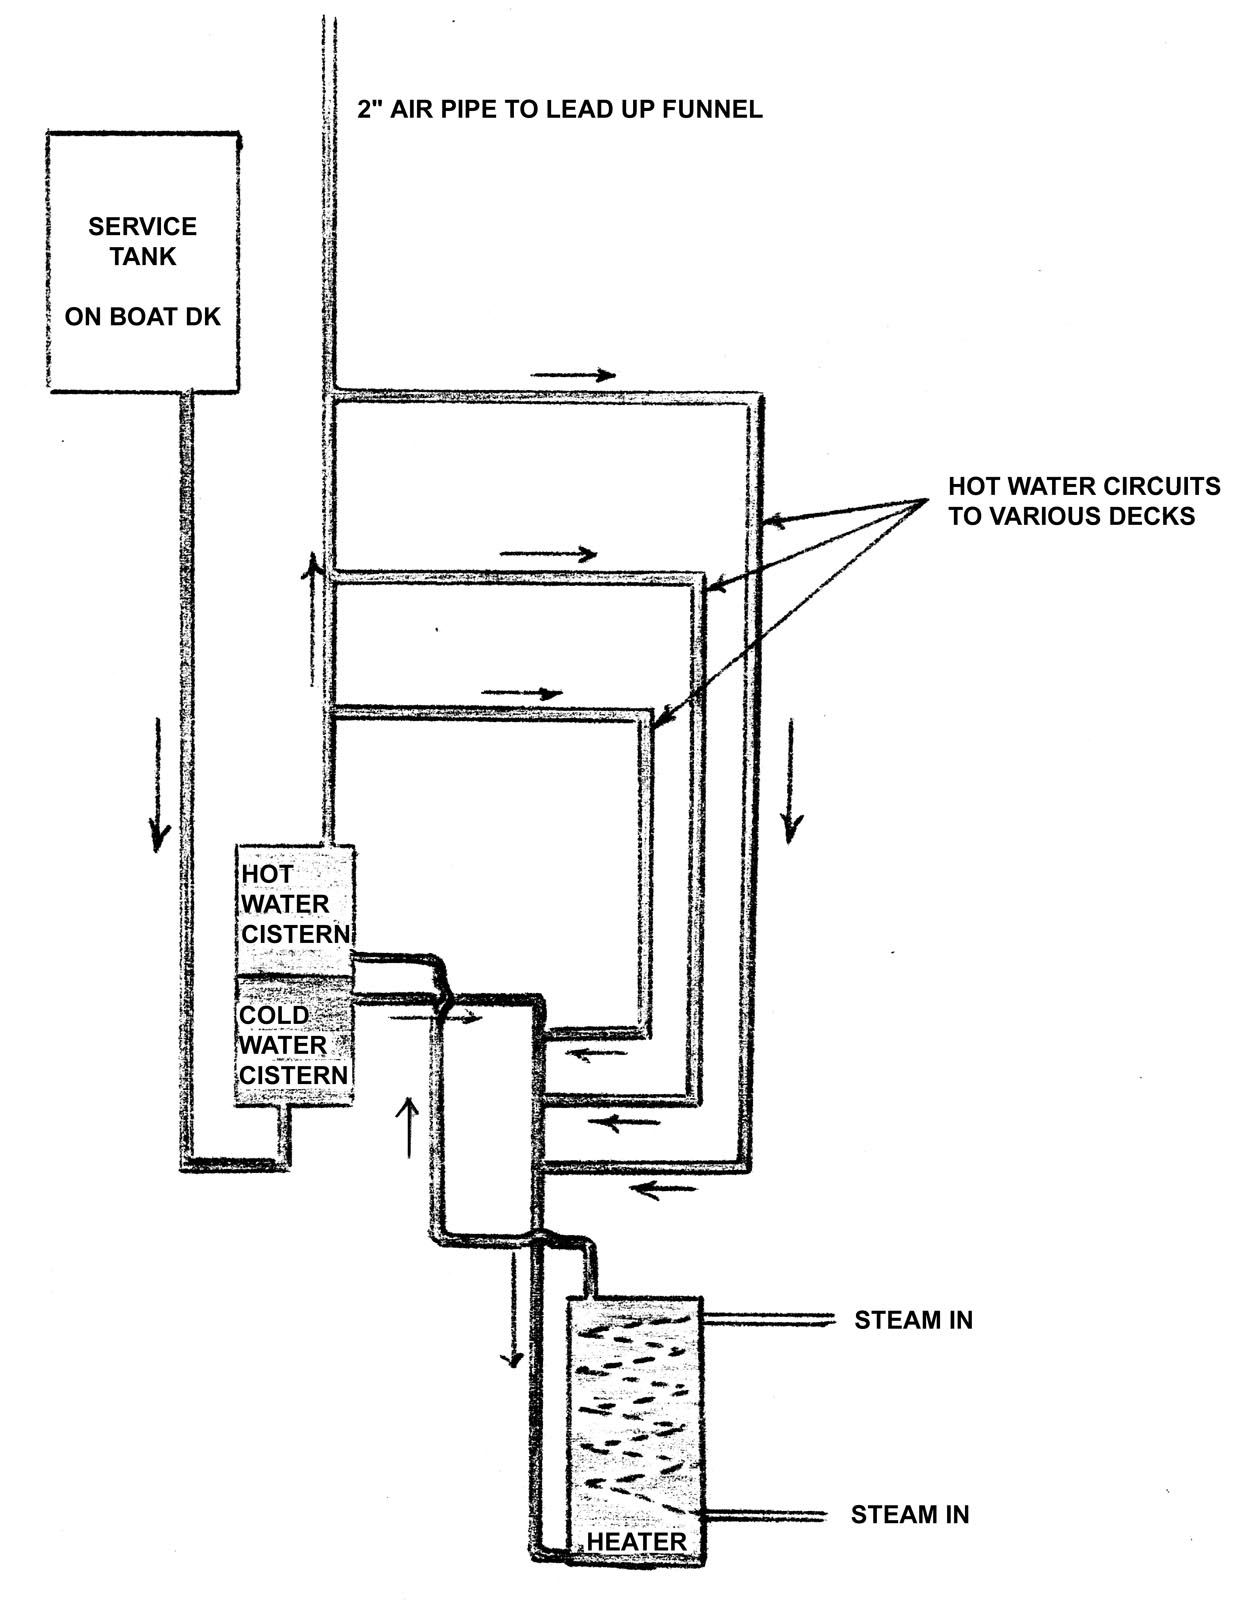 2" AIR PIPE TO LEAD UP FUNNEL
SERVICE
TANK
ON BOAT DK
HOT WATER CIRCUITS
TO VARIOUS DECKS
HOT
WATER
CISTERN
COLD
WATER
CISTERN
STEAM IN
STEAM IN
HEATER